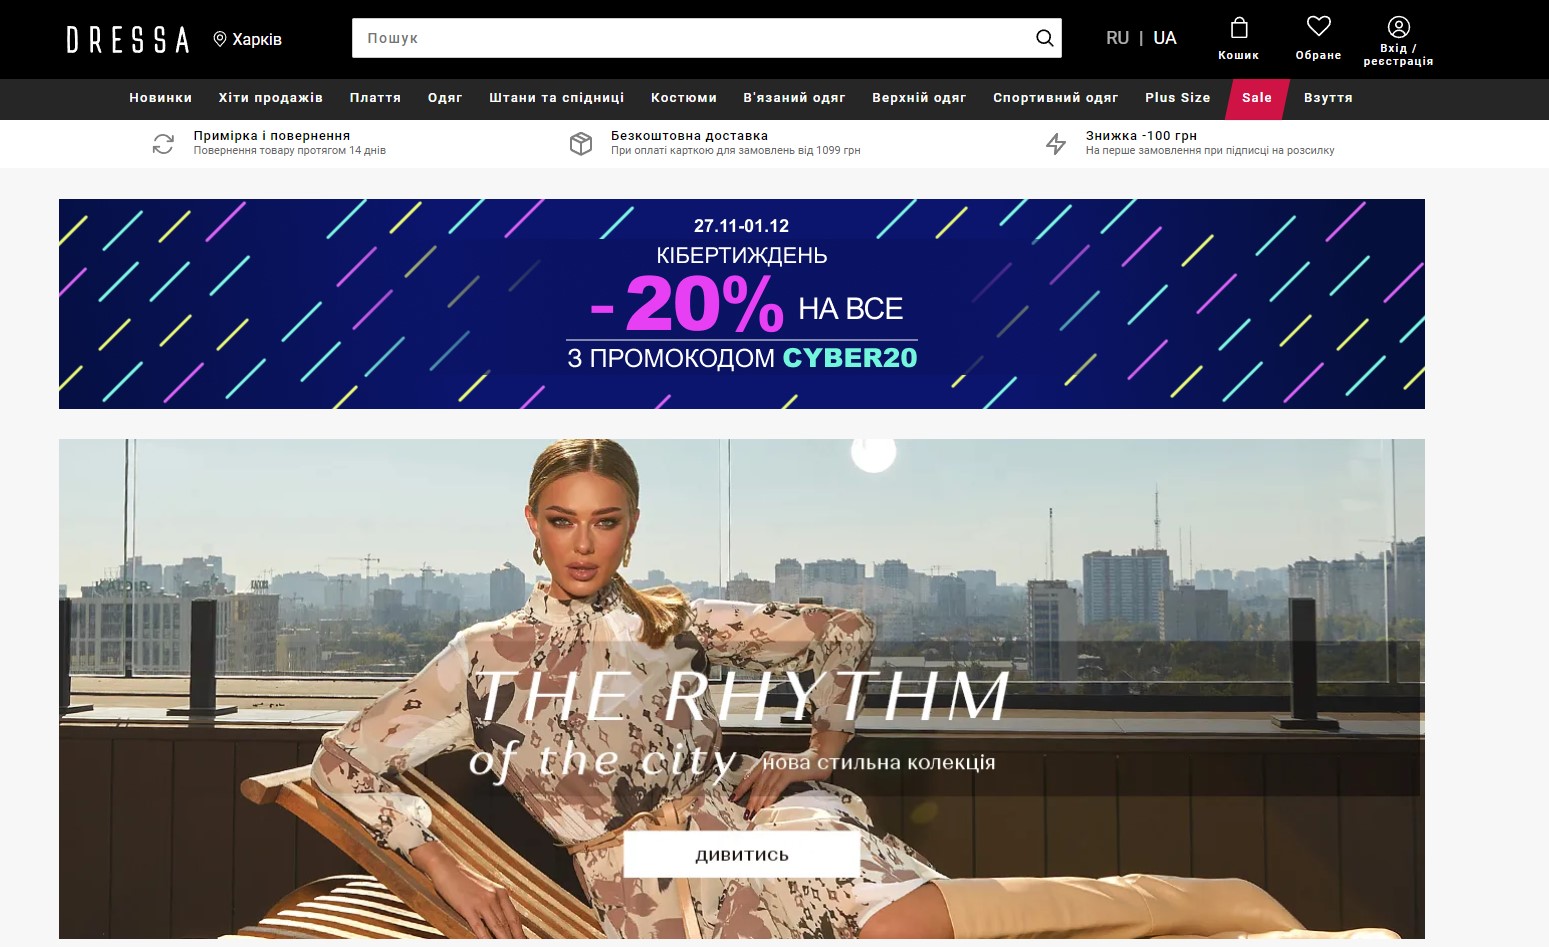 DRESSA
Харків
Пошук
RU | UA
Кошик
Обране
Вхід /
реєстрація
Новинки Хіти продажів Плаття Одяг Штани та спідниці Костюми В'язаний одяг Верхній одяг Спортивний одяг Plus Size Sale Взуття
Примірка і повернення
Повернення товару протягом 14 днів
Безкоштовна доставка
При оплаті карткою для замовлень від 1099 грн
Знижка -100 грн
На перше замовлення при підписці на розсилку
27.11-01.12
КІБЕРТИЖДЕНЬ
-20% НА ВСЕ
З ПРОМОКОДОМ CYBER20
THE RHYTHM
of the city нова стильна колекція
ДИВИТИСЬ